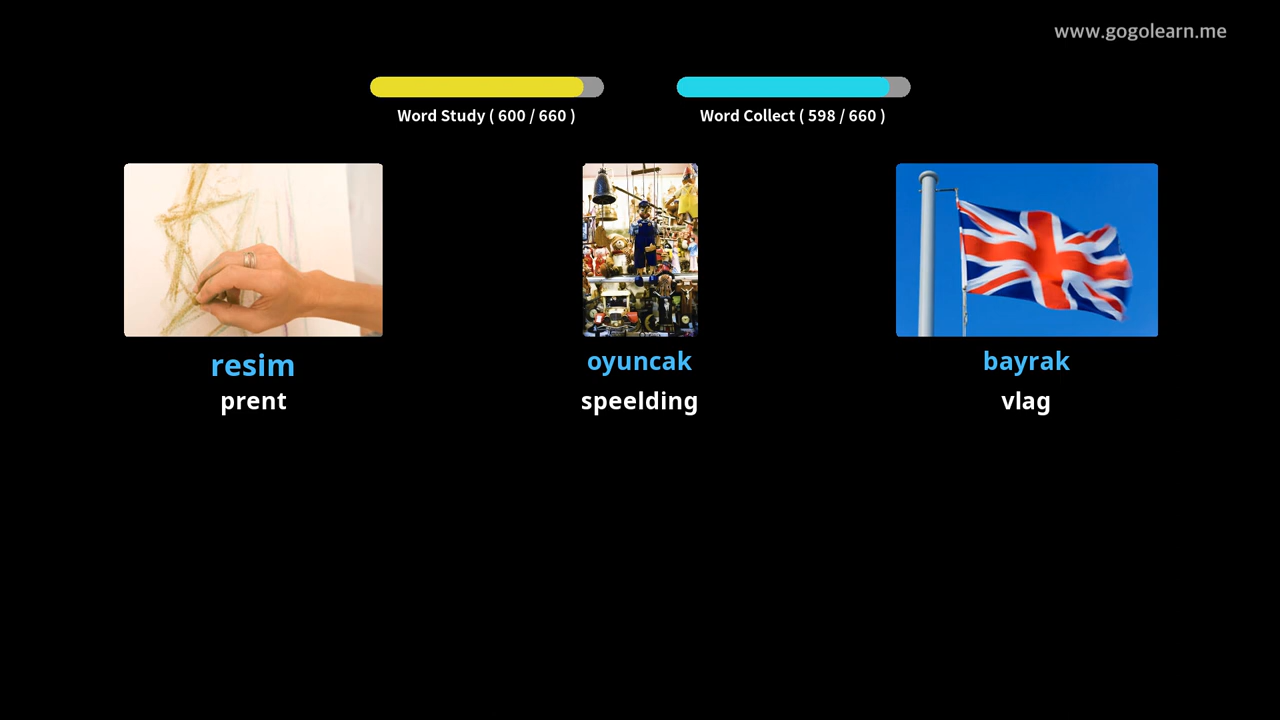 www.gogolearn.me
Word Study ( 600 / 660 )
Word Collect ( 598 / 660 )
resim
oyuncak
bayrak
prent
speelding
vlag